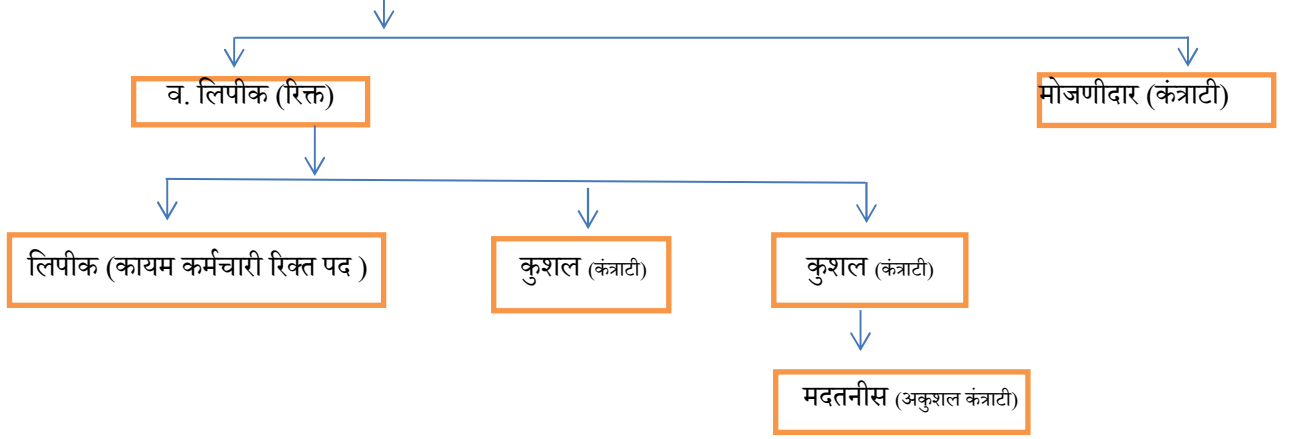 व. लिपीक (रिक्त)
मोजणीदार (कंत्राटी)
लिपीक (कायम कर्मचारी रिक्त पद )
कुशल (कंत्राटी)
कुशल (कंत्राटी)
मदतनीस (अकुशल कंत्राटी)